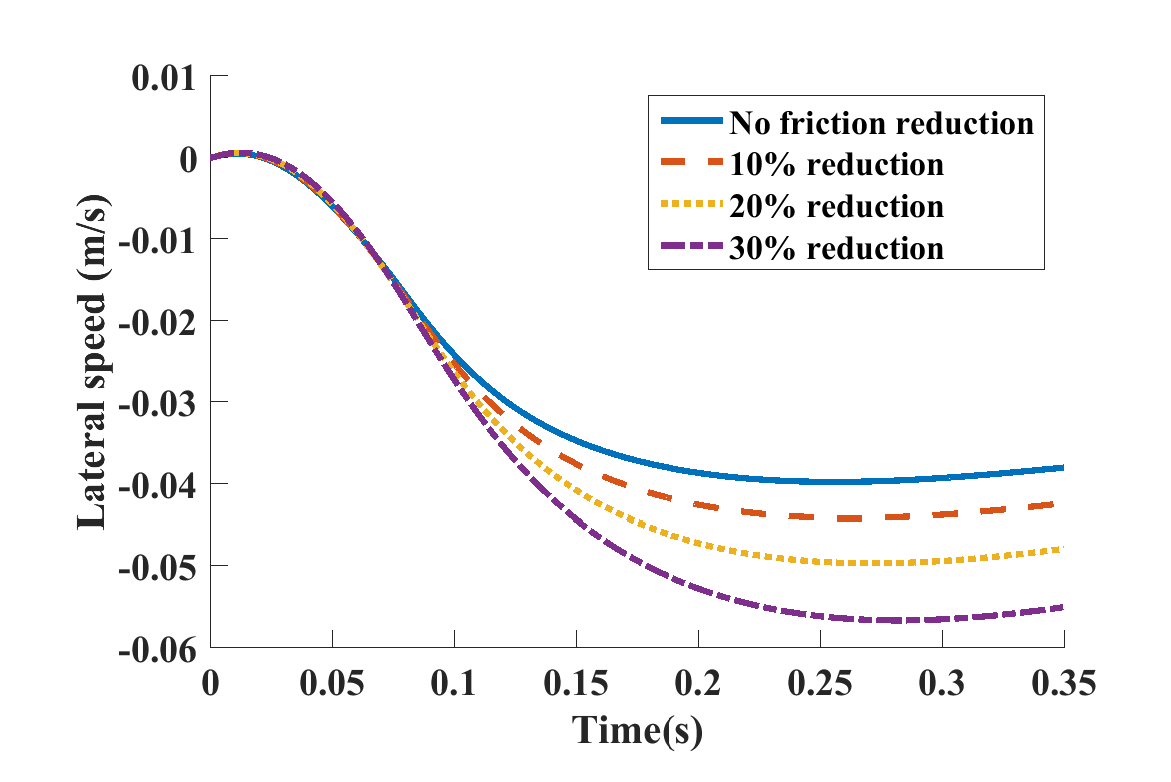 0.01
0
-0.01
-0.02
-0.03
-0.04
-0.05
-0.06
Lateral speed (m/s)
No friction reduction
10% reduction
20% reduction
30% reduction
0 0.05 0.1 0.15 0.2 0.25 0.3 0.35
Time(s)